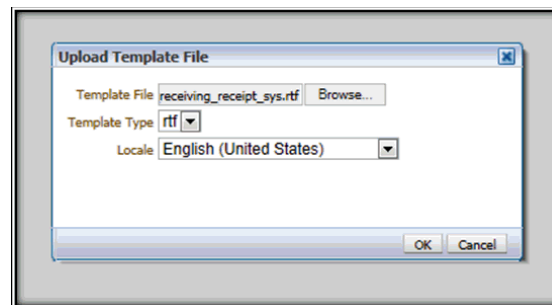 Upload Template File
Template File receiving_receipt_sys.rtf Browse...
Template Type rtf
Locale English (United States)
OK Cancel